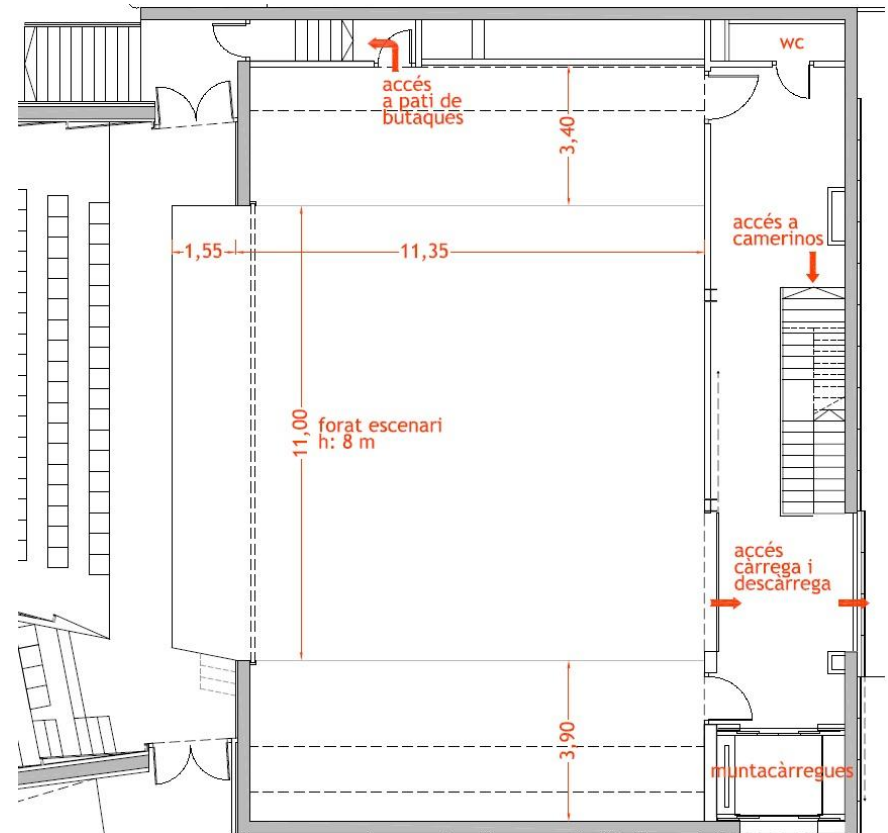 wc
accés
a pati de
butaques
3,40
accés a
camerinos
1,55
11,35
11,00
forat escenari
h: 8 m
accés
càrrega i
descàrrega
3,90
muntacàrregues